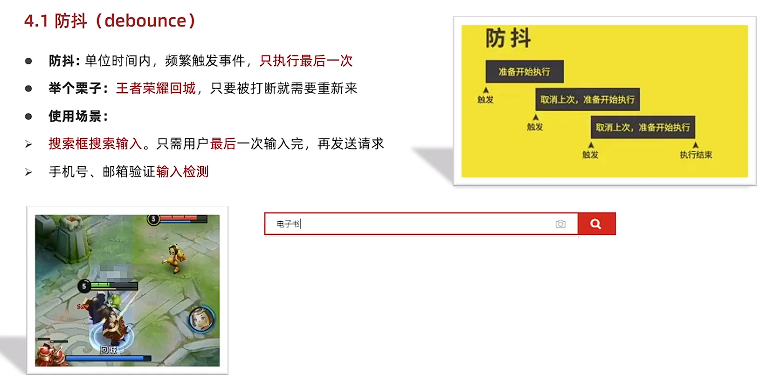 4.1 防抖（debounce）
防抖：单位时间内，频繁触发事件，只执行最后一次
举个栗子：王者荣耀回城，只要被打断就需要重新来
使用场景：
搜索框搜索输入。只需用户最后一次输入完，再发送请求
手机号、邮箱验证输入检测
防抖
准备开始执行
触发
取消上次，准备开始执行
触发
取消上次，准备开始执行
触发
执行结束
电子书
5
5
回城